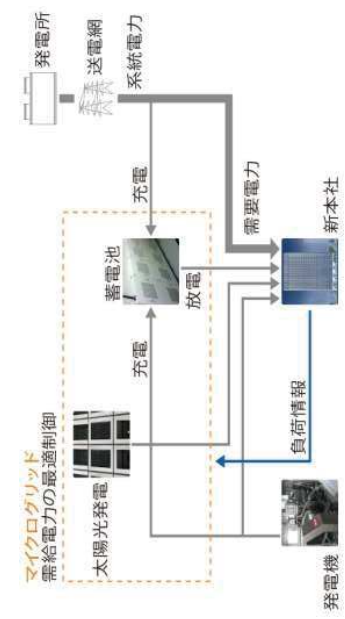 マイクログリッド
需給電力の最適制御
太陽光発電
充電
蓄電池
放電
充電
発電所
送電網
系統電力
需要電力
新本社
負荷情報
発電機